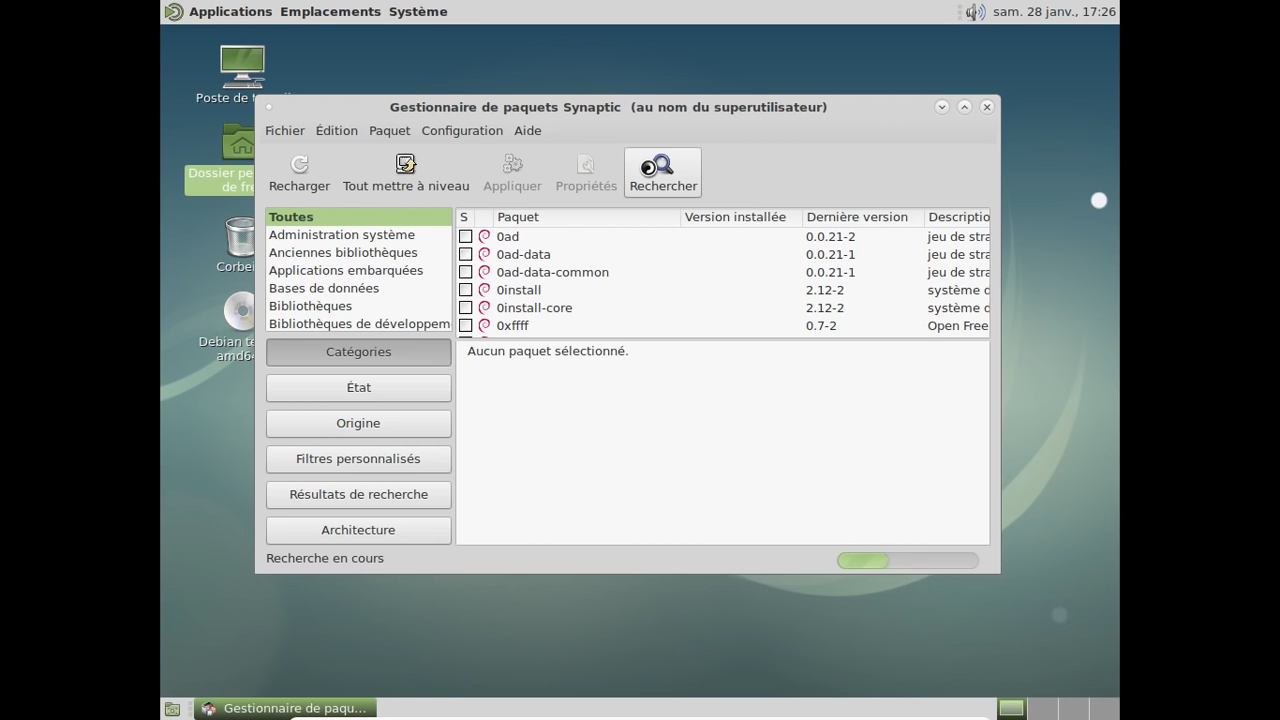 Applications Emplacements Système
sam. 28 janv., 17:26
Poste de t
Dossier pe
de fre
Corbei
Debian te
amd64
Gestionnaire de paquets Synaptic (au nom du superutilisateur)
Fichier Édition Paquet Configuration Aide
Recharger Tout mettre à niveau Appliquer Propriétés Rechercher
Toutes
Administration système
Anciennes bibliothèques
Applications embarquées
Bases de données
Bibliothèques
Bibliothèques de développem
S Paquet Version installée Dernière version Descriptio
0ad 0.0.21-2 jeu de stra
0ad-data 0.0.21-1 jeu de stra
0ad-data-common 0.0.21-1 jeu de stra
0install 2.12-2 système d
0install-core 2.12-2 système d
0xffff 0.7-2 Open Free
Catégories
État
Origine
Filtres personnalisés
Résultats de recherche
Architecture
Aucun paquet sélectionné.
Recherche en cours
Gestionnaire de paqu...